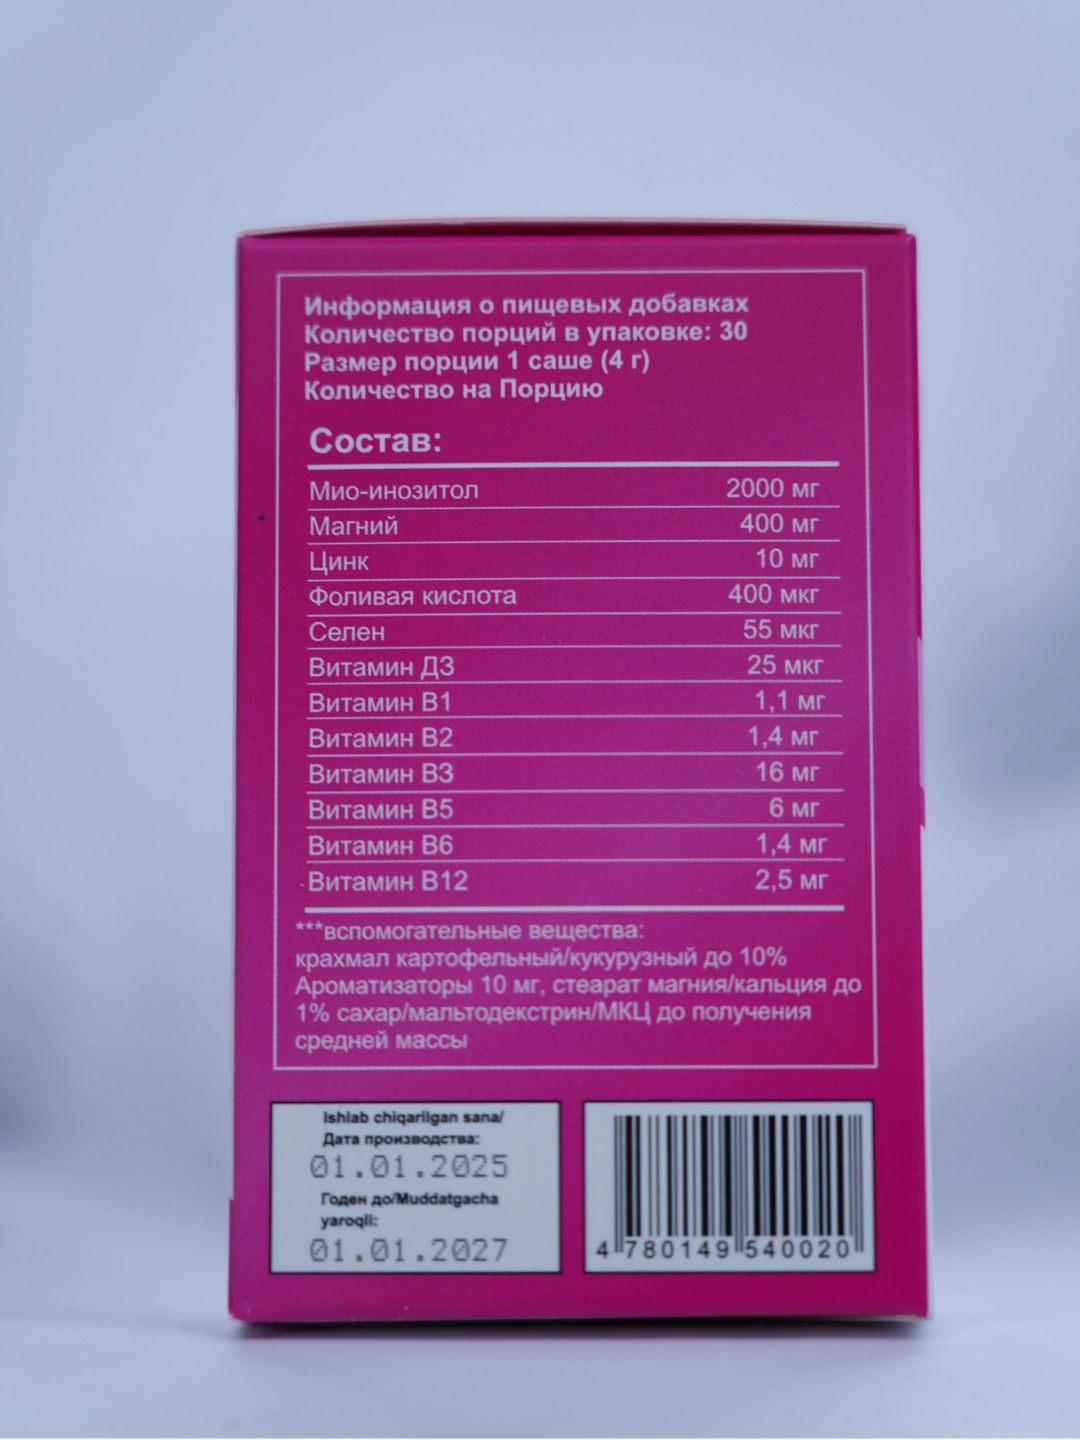 Информация о пищевых добавках
Количество порций в упаковке: 30
Размер порции 1 саше (4 г)
Количество на Порцию
Состав:
Мио-инозитол 2000 мг
Магний 400 мг
Цинк 10 мг
Фоливая кислота 400 мкг
Селен 55 мкг
Витамин Д3 25 мкг
Витамин В1 1,1 мг
Витамин В2 1,4 мг
Витамин В3 16 мг
Витамин В5 6 мг
Витамин В6 1,4 мг
Витамин В12 2,5 мг
***вспомогательные вещества:
крахмал картофельный/кукурузный до 10%
Ароматизаторы 10 мг, стеарат магния/кальция до
1% сахар/мальтодекстрин/МКЦ до получения
средней массы
Ishlab chiqarilgan sana/
Дата производства:
01.01.2025
Годен до/Muddatgacha
yaroqli:
01.01.2027
4 780149 540020